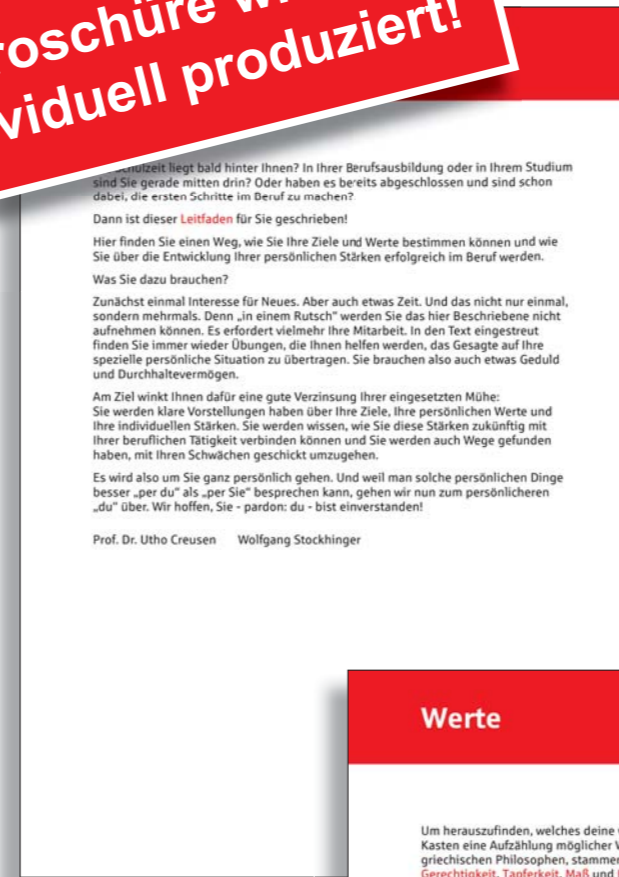 produziert!
Schulzeit liegt bald hinter Ihnen? In Ihrer Berufsausbildung oder in Ihrem Studium
sind Sie gerade mitten drin? Oder haben es bereits abgeschlossen und sind schon
dabei, die ersten Schritte im Beruf zu machen?
Dann ist dieser Leitfaden für Sie geschrieben!
Hier finden Sie einen Weg, wie Sie Ihre Ziele und Werte bestimmen können und wie
Sie über die Entwicklung Ihrer persönlichen Stärken erfolgreich im Beruf werden.
Was Sie dazu brauchen?
Zunächst einmal Interesse für Neues. Aber auch etwas Zeit. Und das nicht nur einmal,
sondern mehrmals. Denn „in einem Rutsch“ werden Sie das hier Beschriebene nicht
aufnehmen können. Es erfordert vielmehr Ihre Mitarbeit. In den Text eingestreut
finden Sie immer wieder Übungen, die Ihnen helfen werden, das Gesagte auf Ihre
spezielle persönliche Situation zu übertragen. Sie brauchen also auch etwas Geduld
und Durchhaltevermögen.
Am Ziel winkt Ihnen dafür eine gute Verzinsung Ihrer eingesetzten Mühe:
Sie werden klare Vorstellungen haben über Ihre Ziele, Ihre persönlichen Werte und
Ihre individuellen Stärken. Sie werden wissen, wie Sie diese Stärken zukünftig mit
Ihrer beruflichen Tätigkeit verbinden können und Sie werden auch Wege gefunden
haben, mit Ihren Schwächen geschickt umzugehen.
Es wird also um Sie ganz persönlich gehen. Und weil man solche persönlichen Dinge
besser „per du“ als „per Sie“ besprechen kann, gehen wir nun zum persönlicheren
„du“ über. Wir hoffen, Sie - pardon: du - bist einverstanden!
Prof. Dr. Utho Creusen Wolfgang Stockhinger
Werte
Um herauszufinden, welches deine
Kasten eine Aufzählung möglicher
griechischen Philosophen, stammen
Gerechtigkeit, Tapferkeit, Maß und